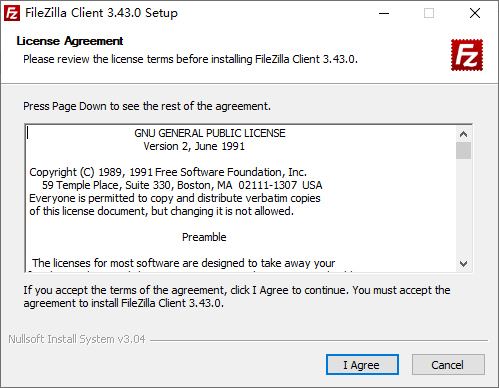 FileZilla Client 3.43.0 Setup
License Agreement
Please review the license terms before installing FileZilla Client 3.43.0.
Fz
Press Page Down to see the rest of the agreement.
GNU GENERAL PUBLIC LICENSE
Version 2, June 1991
Copyright (C) 1989, 1991 Free Software Foundation, Inc.
59 Temple Place, Suite 330, Boston, MA  02111-1307  USA
Everyone is permitted to copy and distribute verbatim copies
of this license document, but changing it is not allowed.
Preamble
The licenses for most software are designed to take away your
If you accept the terms of the agreement, click I Agree to continue. You must accept the
agreement to install FileZilla Client 3.43.0.
Nullsoft Install System v3.04
I Agree
Cancel